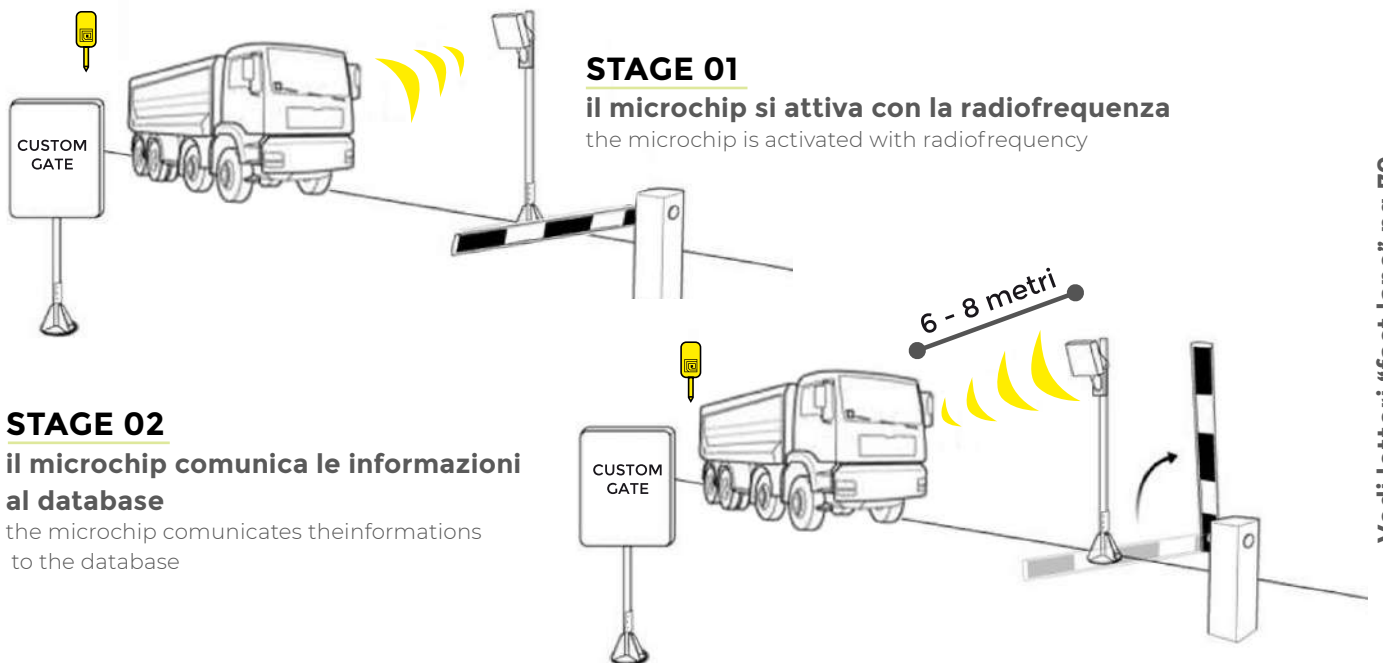 STAGE 01
il microchip si attiva con la radiofrequenza
the microchip is activated with radiofrequency
CUSTOM
GATE
6 - 8 metri
STAGE 02
il microchip comunica le informazioni
al database
the microchip comunicates theinformations
to the database
CUSTOM
GATE